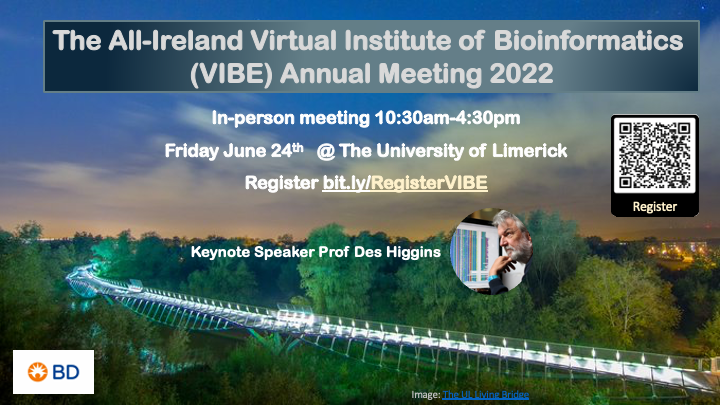 The All-Ireland Virtual Institute of Bioinformatics
(VIBE) Annual Meeting 2022
In-person meeting 10:30am-4:30pm
Friday June 24th @ The University of Limerick
Register bit.ly/RegisterVIBE
Register
Keynote Speaker Prof Des Higgins
BD
Image: The UL Living Bridge